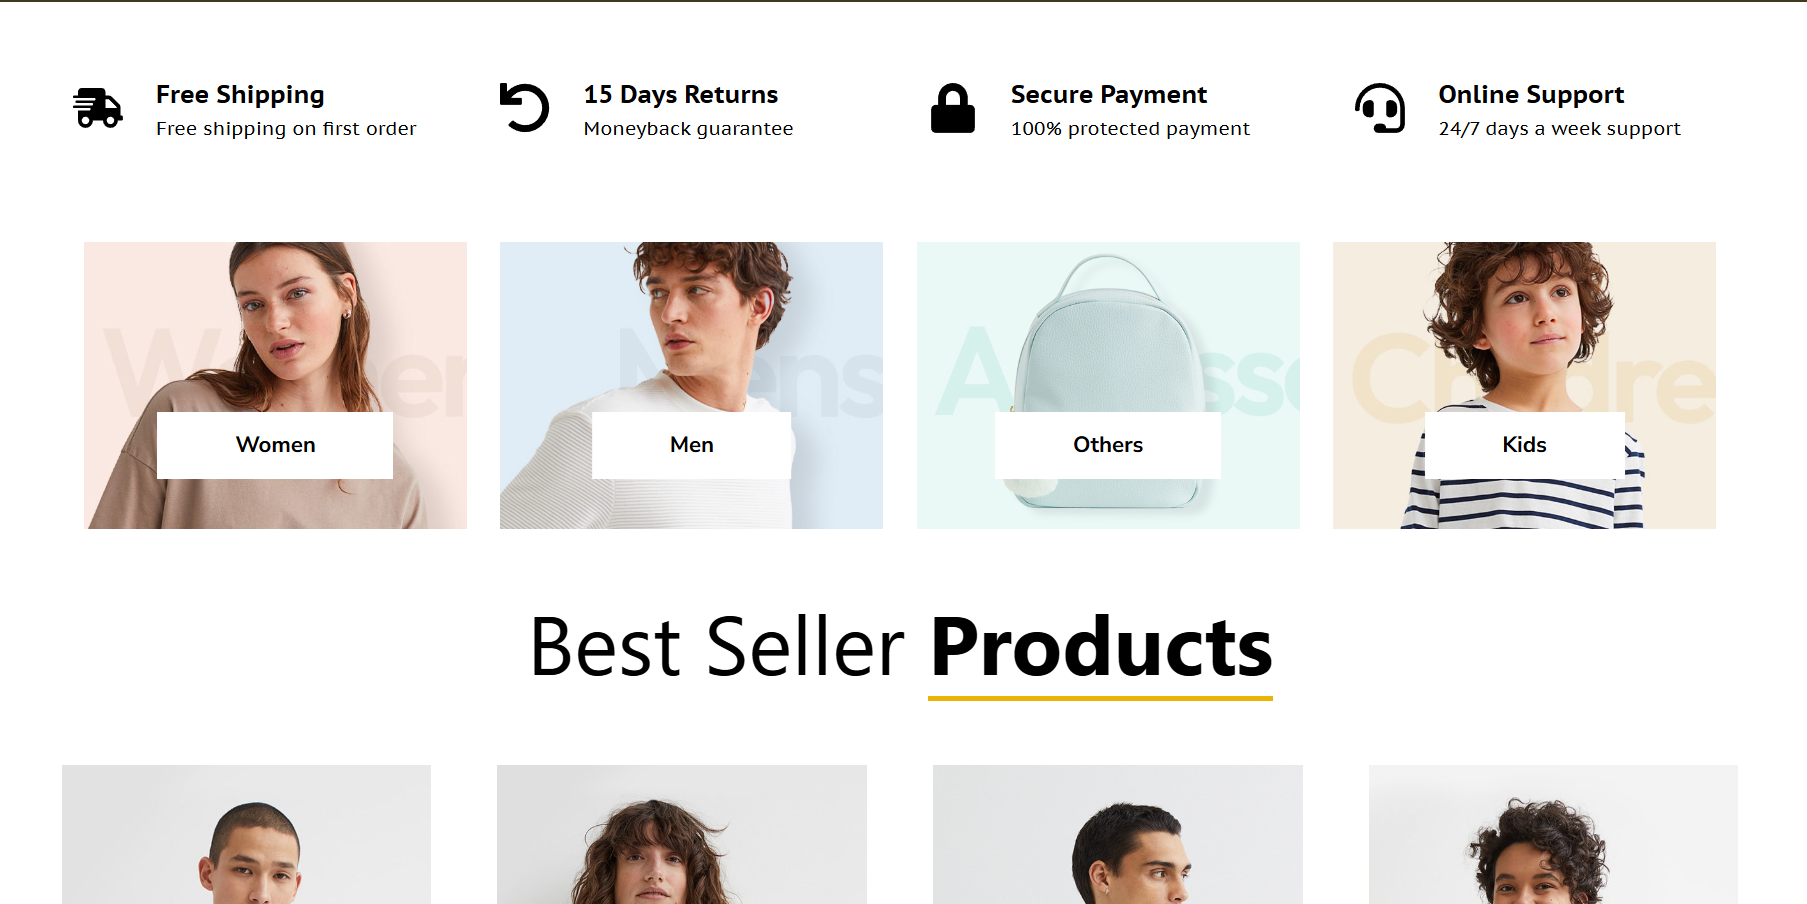 Free Shipping
Free shipping on first order
15 Days Returns
Moneyback guarantee
Secure Payment
100% protected payment
Online Support
24/7 days a week support
Women
Mens
Men
Others
Kids
Best Seller Products